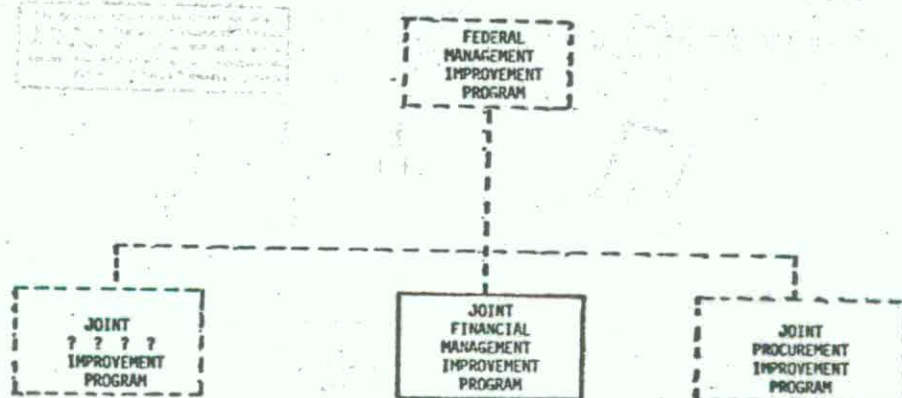 FEDERAL
MANAGEMENT
IMPROVEMENT
PROGRAM
JOINT
? ? ? ?
IMPROVEMENT
PROGRAM
JOINT
FINANCIAL
MANAGEMENT
IMPROVEMENT
PROGRAM
JOINT
PROCUREMENT
IMPROVEMENT
PROGRAM